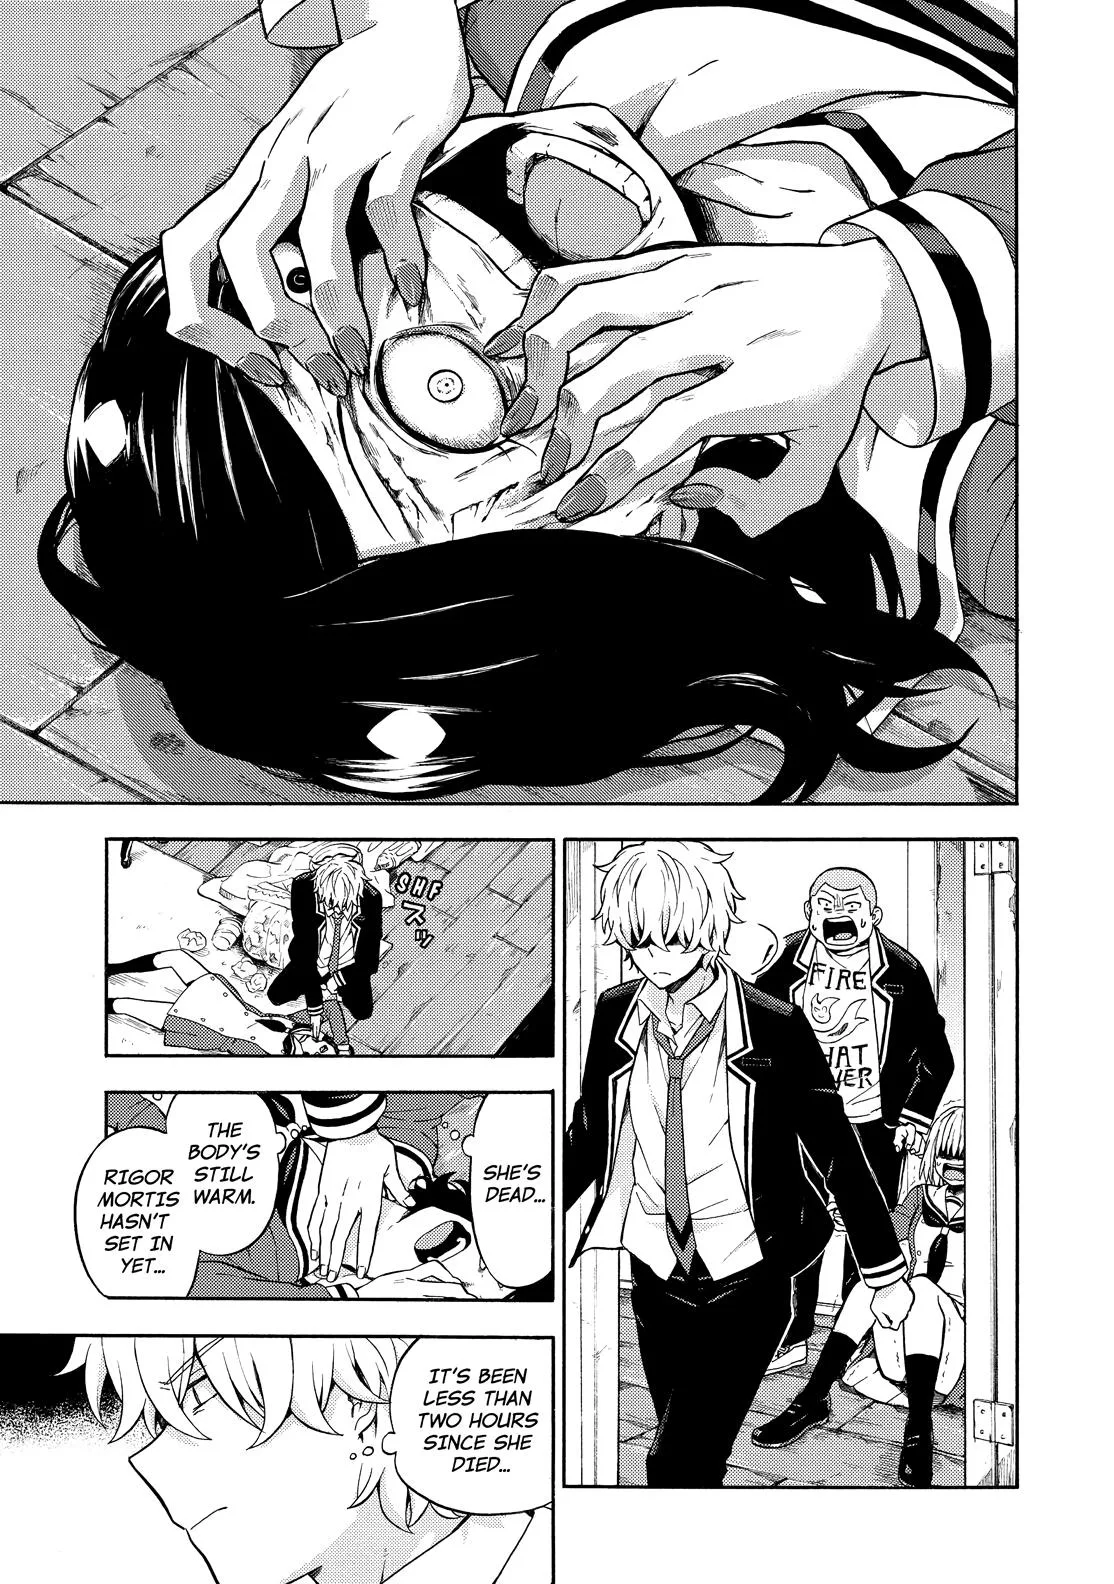 FIRE
HAT
SHF
スッ
SHE'S
DEAD...
THE
BODY'S
STILL
WARM.
RIGOR
MORTIS
HASN'T
SET IN
YET...
IT'S BEEN
LESS THAN
TWO HOURS
SINCE SHE
DIED...